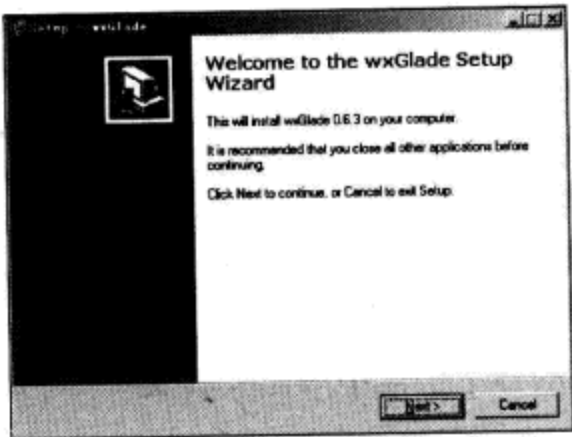 Setup - wxGlade
Welcome to the wxGlade Setup
Wizard
This will install wxGlade 0.6.3 on your computer.
It is recommended that you close all other applications before
continuing.
Click Next to continue, or Cancel to exit Setup.
Next >
Cancel